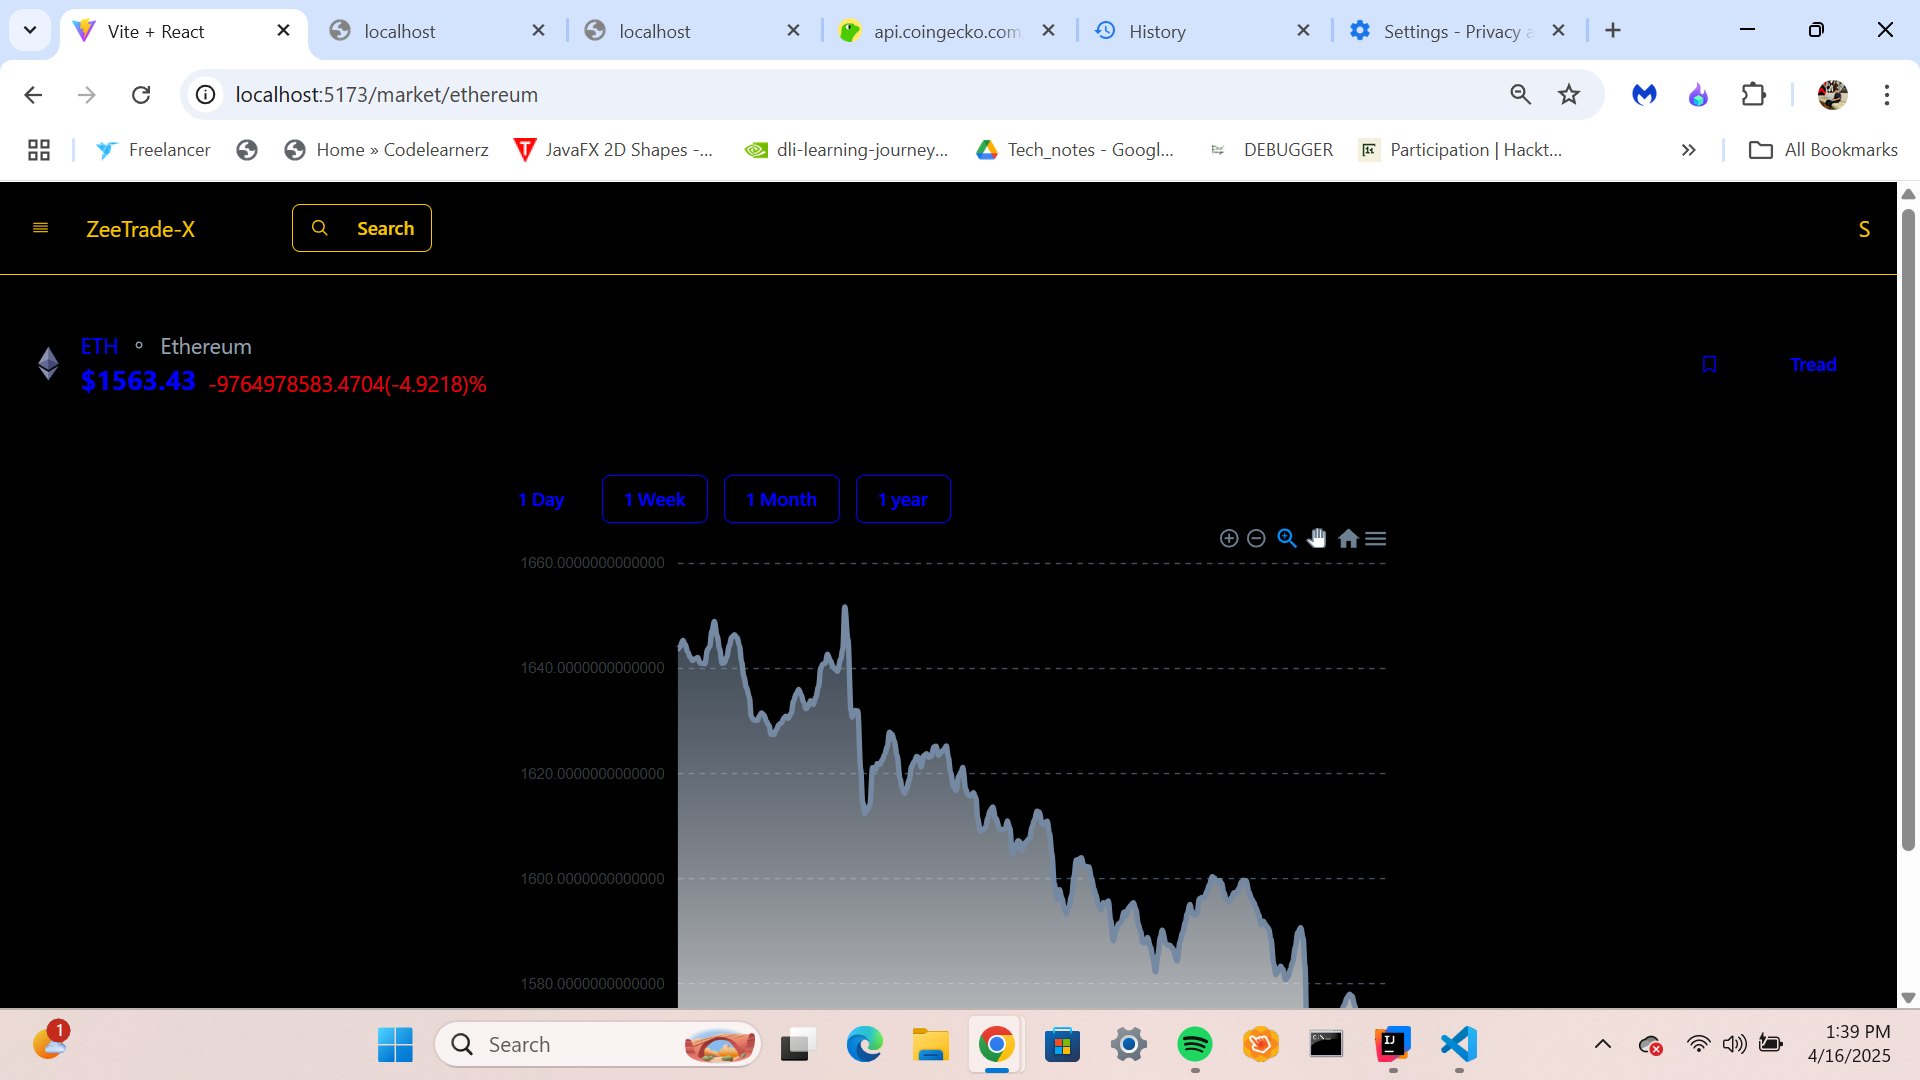 Vite + React
localhost
localhost
api.coingecko.com
History
Settings - Privacy a
localhost:5173/market/ethereum
Freelancer
Home » Codelearnerz
JavaFX 2D Shapes -...
dli-learning-journey...
Tech_notes - Googl...
DEBUGGER
Participation | Hackt...
All Bookmarks
ZeeTrade-X
Search
S
ETH
Ethereum
$1563.43
-9764978583.4704(-4.9218)%
Tread
1 Day
1 Week
1 Month
1 year
1660.0000000000000
1640.0000000000000
1620.0000000000000
1600.0000000000000
1580.0000000000000
1
Search
1:39 PM
4/16/2025